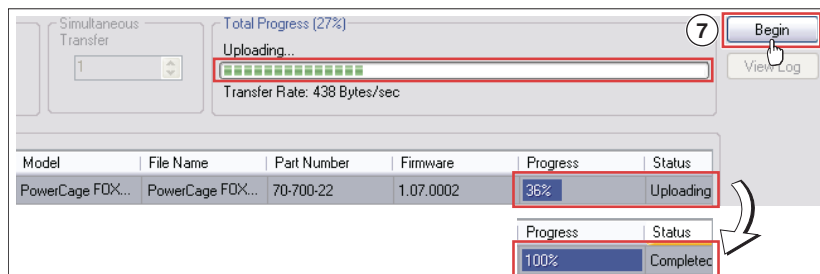 Simultaneous Transfer
1
Total Progress (27%)
Uploading...
Transfer Rate: 438 Bytes/sec
7
Begin
View Log
Model File Name Part Number Firmware Progress Status
PowerCage FOX... PowerCage FOX... 70-700-22 1.07.0002 36% Uploading
Progress Status
100% Completec